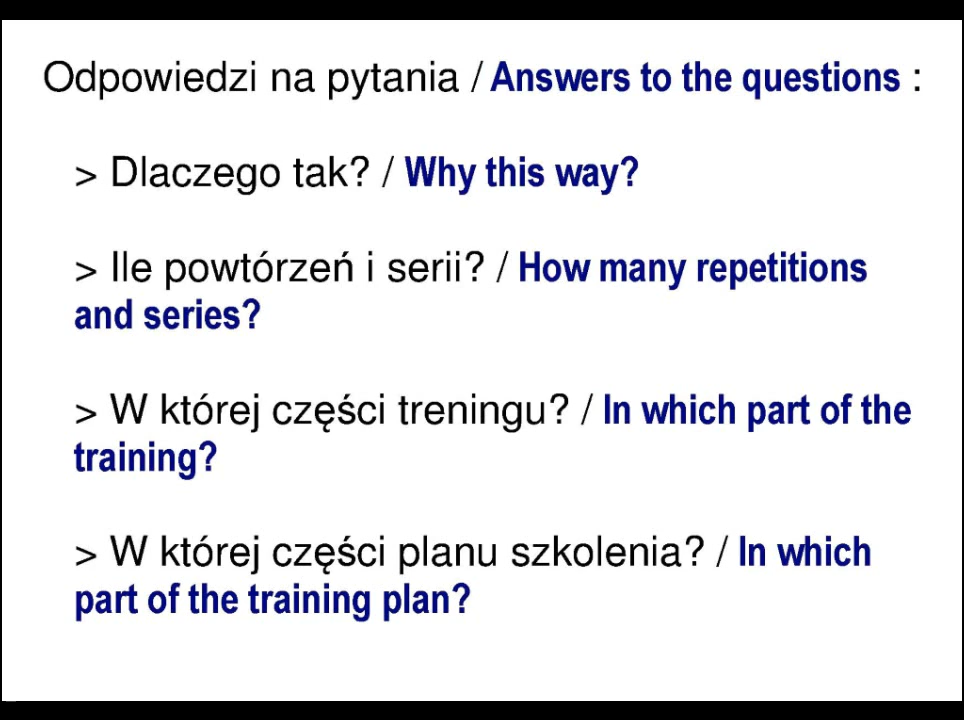 Odpowiedzi na pytania / Answers to the questions :
> Dlaczego tak? / Why this way?
> Ile powtórzeń i serii? / How many repetitions
and series?
> W której części treningu? / In which part of the
training?
> W której części planu szkolenia? / In which
part of the training plan?